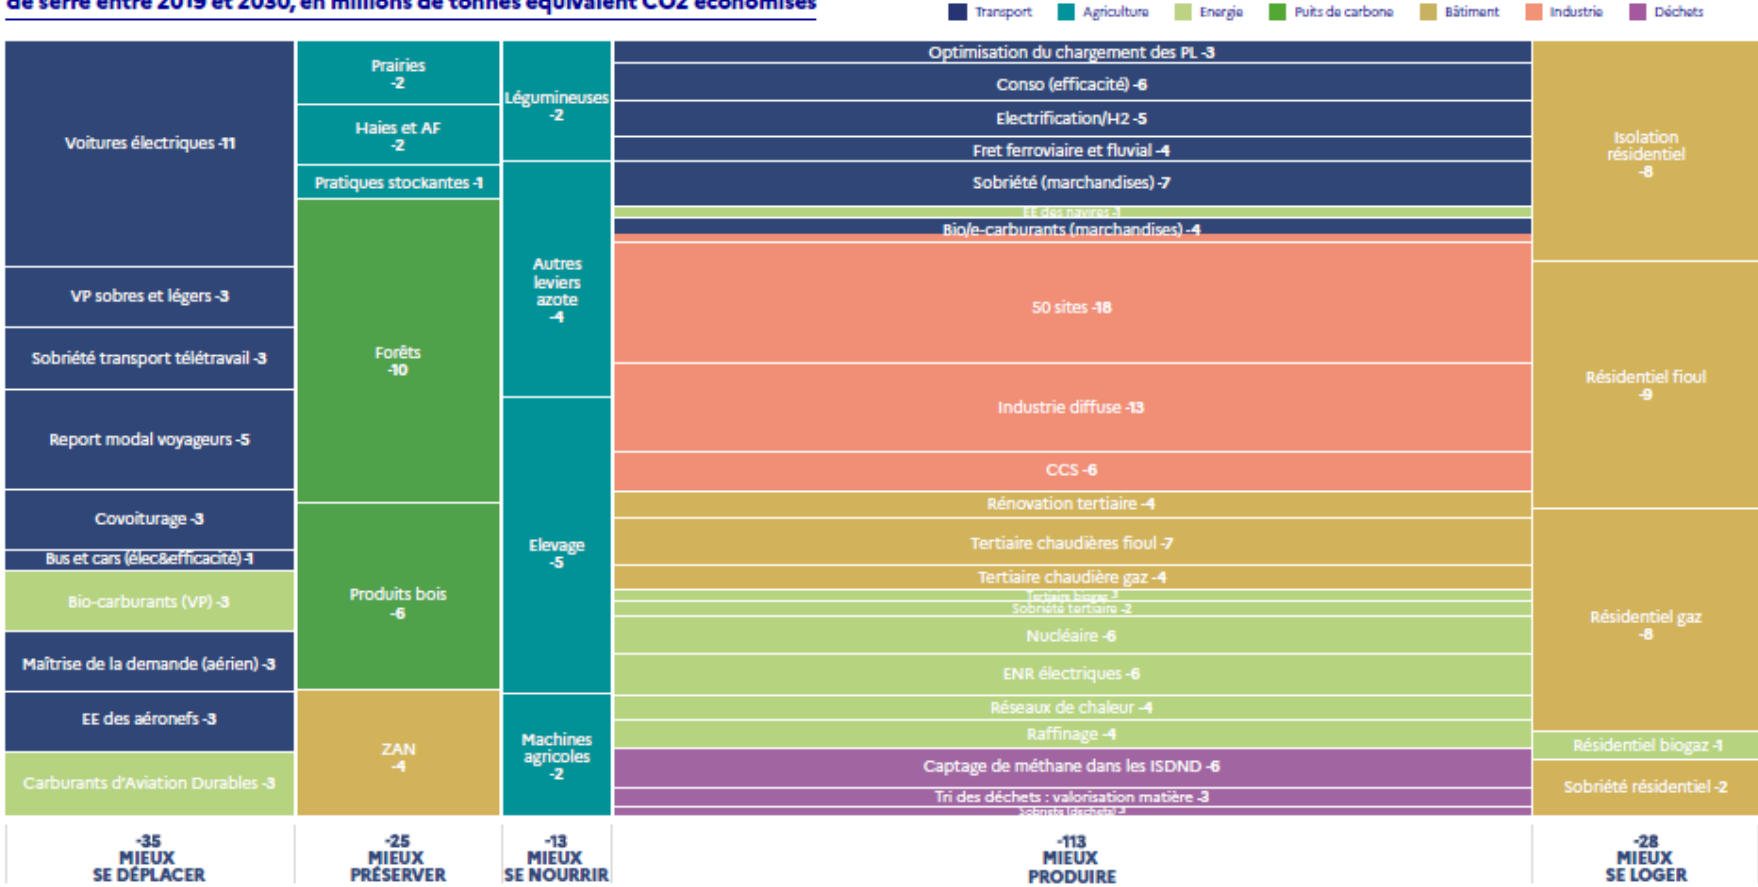 de serre entre 2019 et 2030, en millions de tonnes équivalent CO2 économisés
Transport
Agriculture
Energie
Puits de carbone
Bâtiment
Industrie
Déchets
Voitures électriques -11
VP sobres et légers -3
Sobriété transport télétravail -3
Report modal voyageurs -5
Covoiturage -3
Bus et cars (élec&efficacité) -1
Bio-carburants (VP) -3
Maîtrise de la demande (aérien) -3
EE des aéronefs -3
Carburants d'Aviation Durables -3
-35
MIEUX
SE DÉPLACER
Prairies
-2
Haies et AF
-2
Pratiques stockantes -1
Forêts
-10
Produits bois
-6
ZAN
-4
-25
MIEUX
PRÉSERVER
Légumineuses
-2
Autres
leviers
azote
-4
Elevage
-5
Machines
agricoles
-2
-13
MIEUX
SE NOURRIR
Optimisation du chargement des PL -3
Conso (efficacité) -6
Electrification/H2 -5
Fret ferroviaire et fluvial -4
Sobriété (marchandises) -7
EE des navires -1
Bio/e-carburants (marchandises) -4
50 sites -18
Industrie diffuse -13
CCS -6
Rénovation tertiaire -4
Tertiaire chaudières fioul -7
Tertiaire chaudière gaz -4
Sobriété tertiaire -2
Nucléaire -6
ENR électriques -6
Réseaux de chaleur -4
Raffinage -4
Captage de méthane dans les ISDND -6
Tri des déchets : valorisation matière -3
-113
MIEUX
PRODUIRE
Isolation
résidentiel
-8
Résidentiel fioul
-9
Résidentiel gaz
-8
Résidentiel biogaz -1
Sobriété résidentiel -2
-28
MIEUX
SE LOGER